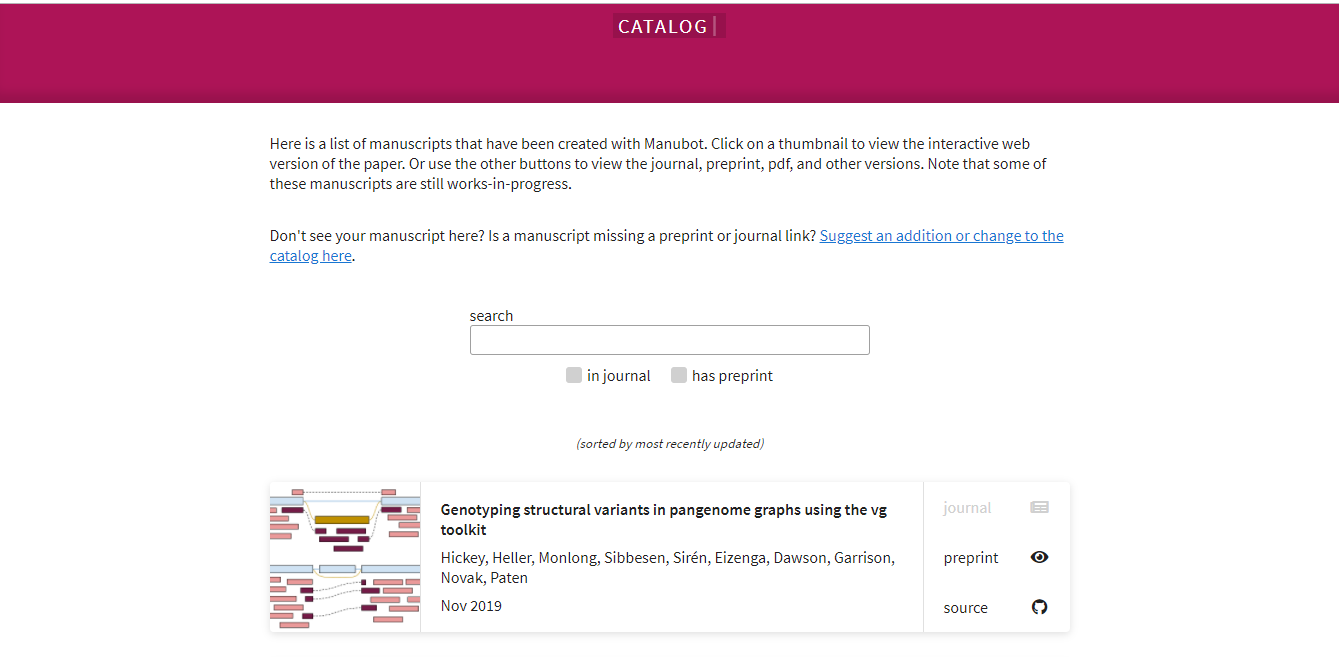 CATALOG
Here is a list of manuscripts that have been created with Manubot. Click on a thumbnail to view the interactive web
version of the paper. Or use the other buttons to view the journal, preprint, pdf, and other versions. Note that some of
these manuscripts are still works-in-progress.
Don't see your manuscript here? Is a manuscript missing a preprint or journal link? Suggest an addition or change to the
catalog here.
search
in journal has preprint
(sorted by most recently updated)
Genotyping structural variants in pangenome graphs using the vg
toolkit
Hickey, Heller, Monlong, Sibbesen, Sirén, Eizenga, Dawson, Garrison,
Novak, Paten
Nov 2019
journal
preprint
source